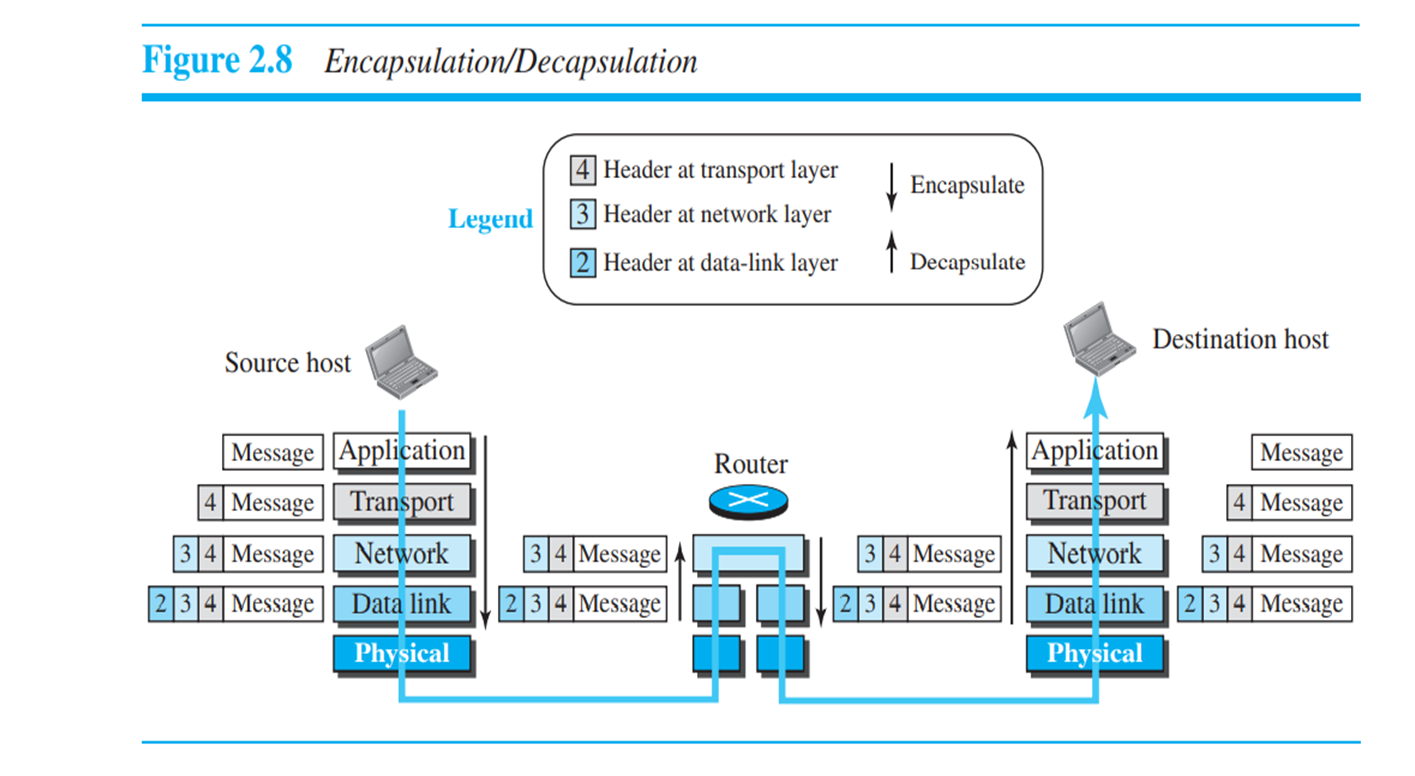 Figure 2.8 Encapsulation/Decapsulation
4 Header at transport layer
Encapsulate
Legend
3 Header at network layer
2 Header at data-link layer
Decapsulate
Source host
Destination host
Message Application
4 Message Transport
3 4 Message Network
2 3 4 Message Data link
Physical
Router
3 4 Message
2 3 4 Message
3 4 Message
2 3 4 Message
Application Message
Transport 4 Message
Network 3 4 Message
Data link 2 3 4 Message
Physical